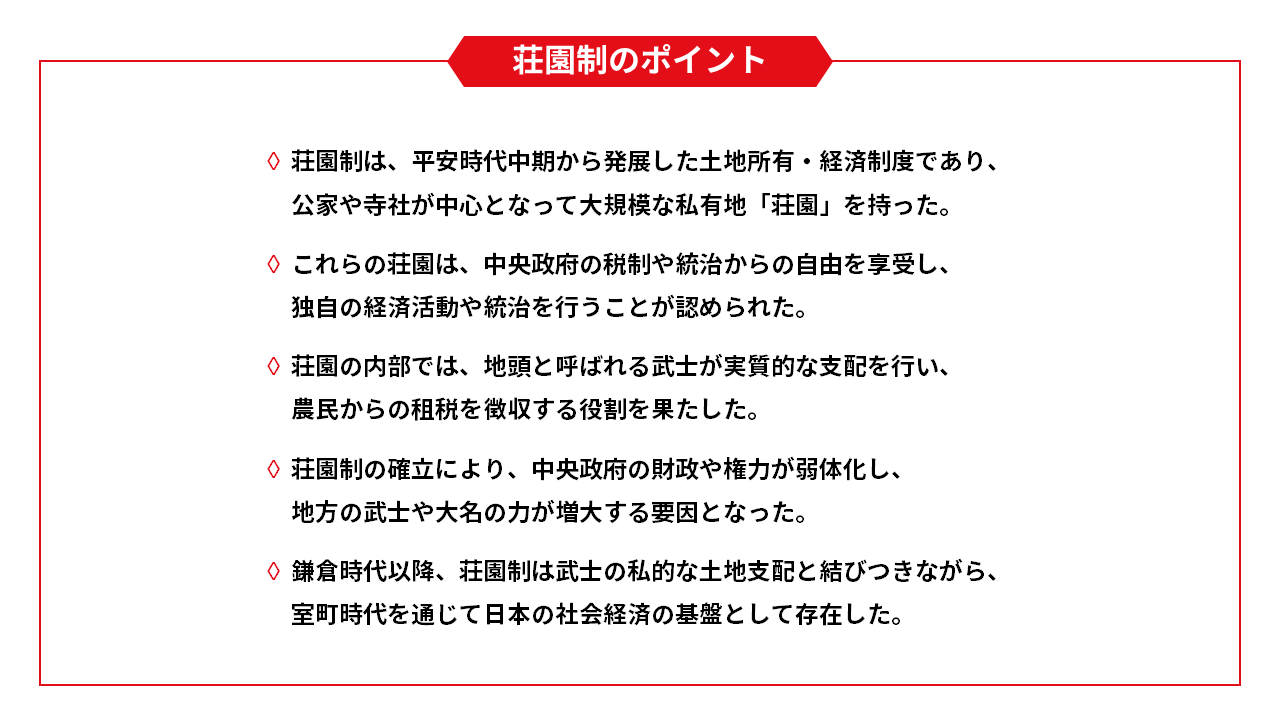 荘園制のポイント
◊ 荘園制は、平安時代中期から発展した土地所有・経済制度であり、
公家や寺社が中心となって大規模な私有地「荘園」を持った。
◊ これらの荘園は、中央政府の税制や統治からの自由を享受し、
独自の経済活動や統治を行うことが認められた。
◊ 荘園の内部では、地頭と呼ばれる武士が実質的な支配を行い、
農民からの租税を徴収する役割を果たした。
◊ 荘園制の確立により、中央政府の財政や権力が弱体化し、
地方の武士や大名の力が増大する要因となった。
◊ 鎌倉時代以降、荘園制は武士の私的な土地支配と結びつきながら、
室町時代を通じて日本の社会経済の基盤として存在した。